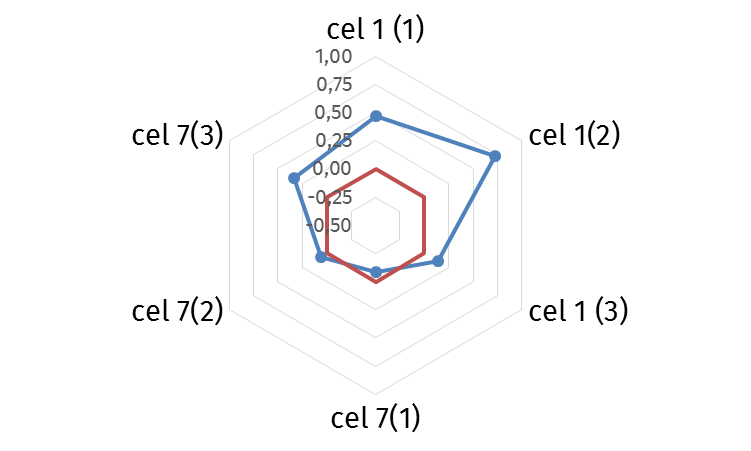 cel 1 (1)
1,00
0,75
0,50
0,25
0,00
-0,25
-0,50
cel 1(2)
cel 1 (3)
cel 7(1)
cel 7(2)
cel 7(3)